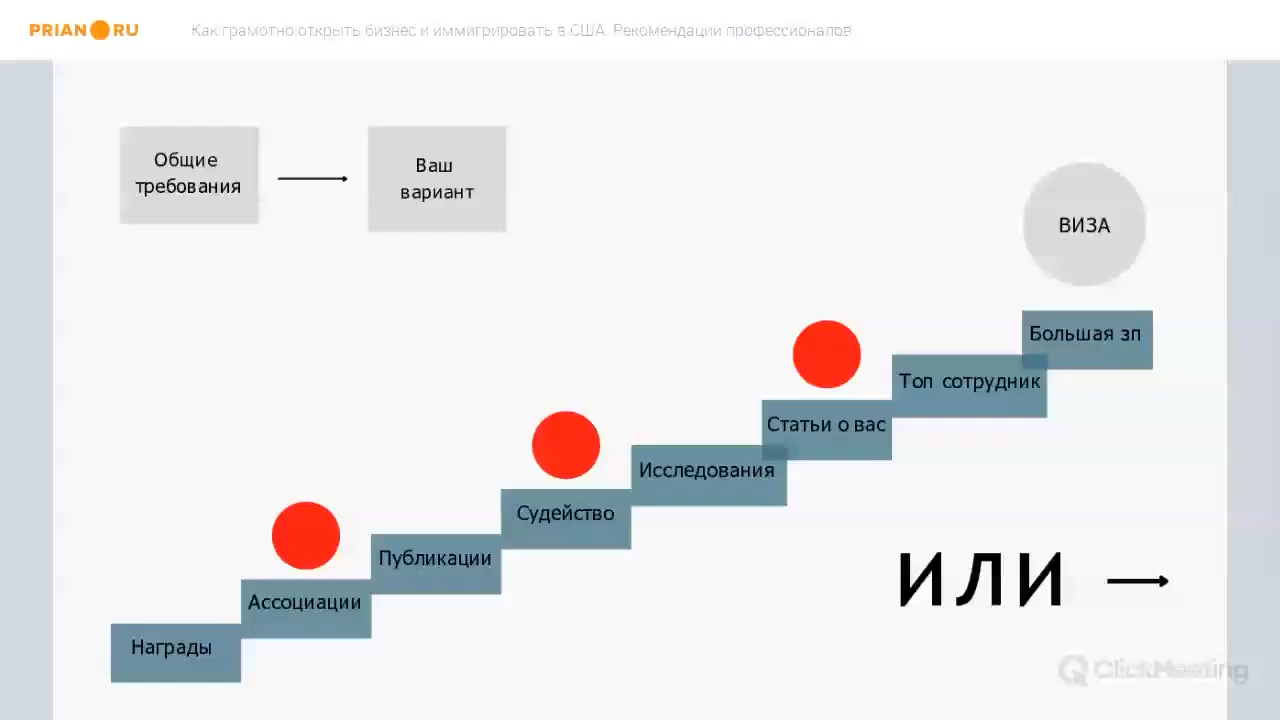 PRIAN RU
Как грамотно открыть бизнес и иммигрировать в США. Рекомендации профессионалов
Общие
требования
Ваш
вариант
ВИЗА
Большая зп
Топ сотрудник
Статьи о вас
Исследования
Судейство
Публикации
Ассоциации
Награды
ИЛИ
ClickMeeting